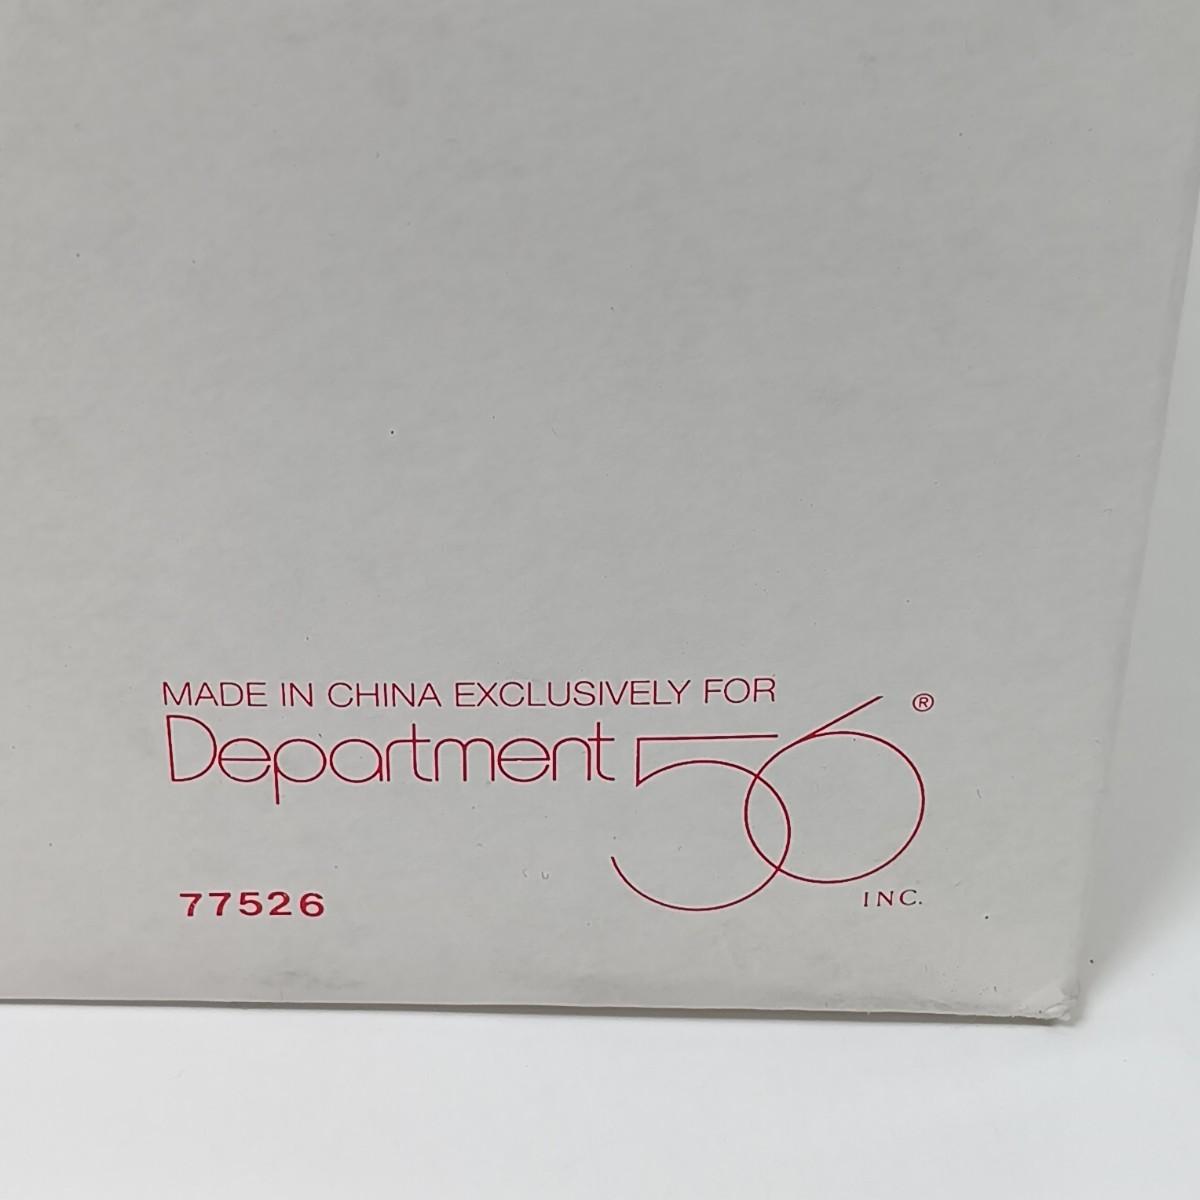 MADE IN CHINA EXCLUSIVELY FOR
Department 56 ®
INC.
77526